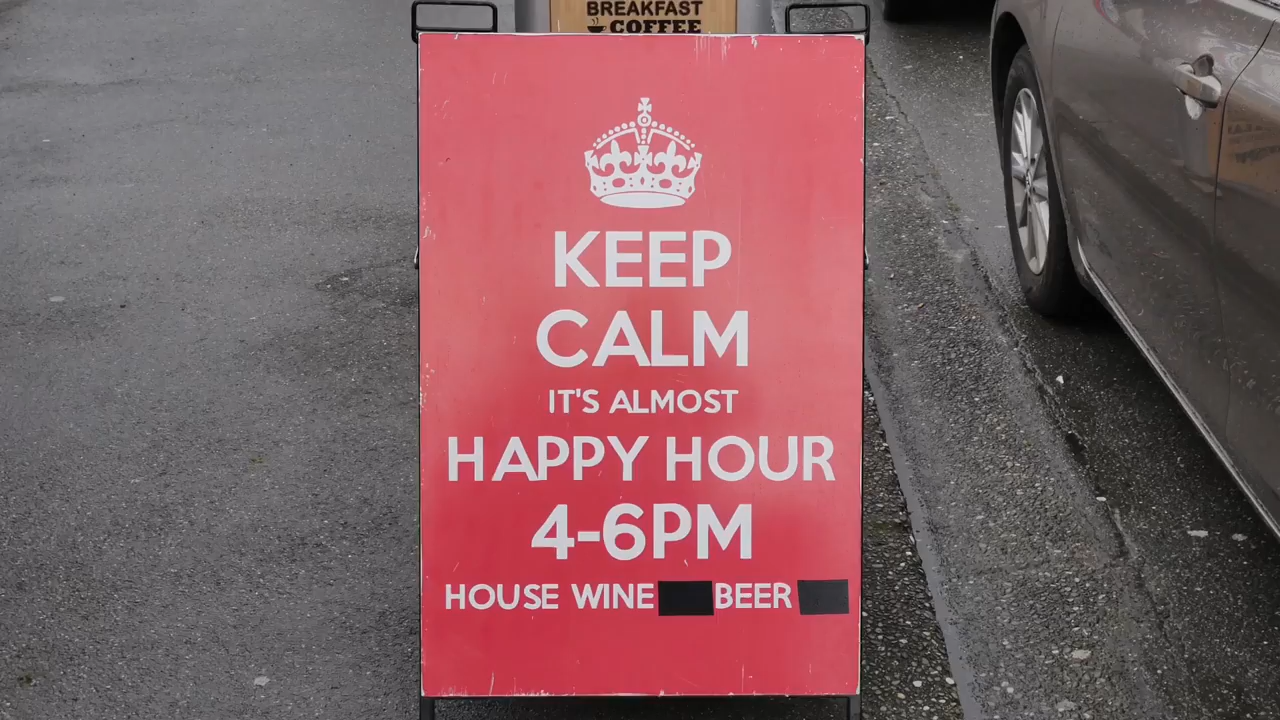 BREAKFAST
COFFEE
KEEP
CALM
IT'S ALMOST
HAPPY HOUR
4-6PM
HOUSE WINE BEER